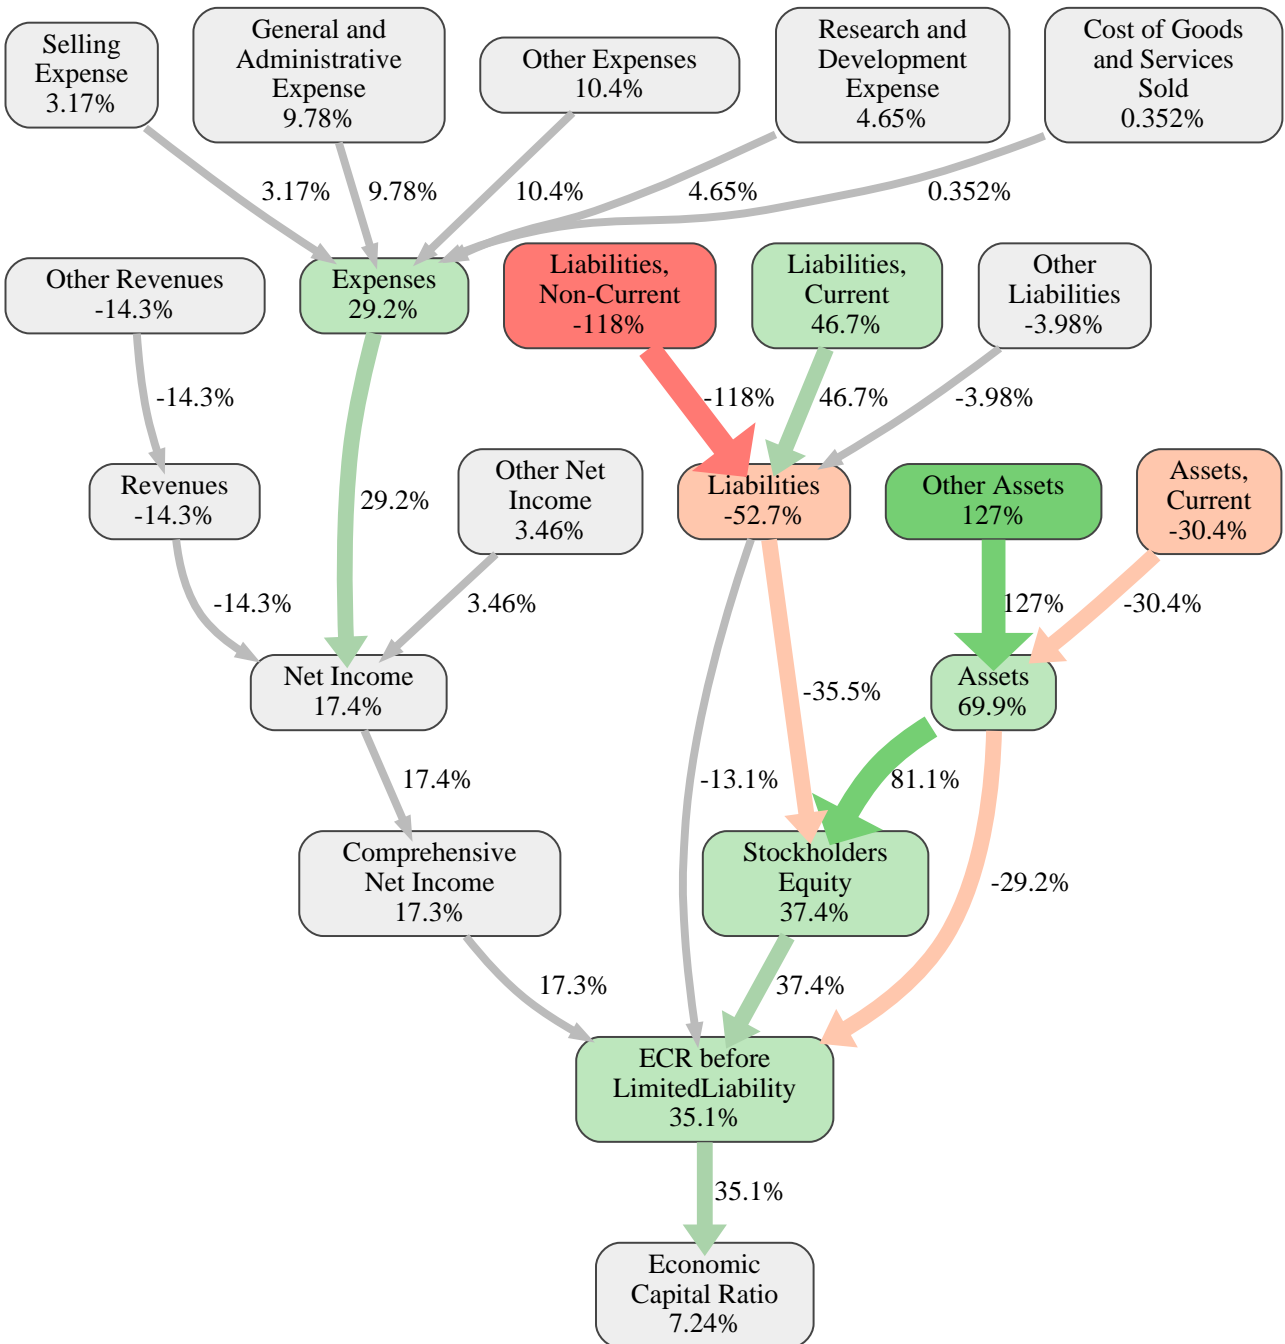 Selling
Expense
3.17%
General and
Administrative
Expense
9.78%
Other Expenses
10.4%
Research and
Development
Expense
4.65%
Cost of Goods
and Services
Sold
0.352%
3.17%
9.78%
10.4%
4.65%
0.352%
Other Revenues
-14.3%
Expenses
29.2%
Liabilities,
Non-Current
-118%
Liabilities,
Current
46.7%
Other
Liabilities
-3.98%
-14.3%
-118%
46.7%
-3.98%
Revenues
-14.3%
29.2%
Other Net
Income
3.46%
Liabilities
-52.7%
Other Assets
127%
Assets,
Current
-30.4%
-14.3%
3.46%
127%
-30.4%
Net Income
17.4%
-35.5%
Assets
69.9%
17.4%
-13.1%
81.1%
Comprehensive
Net Income
17.3%
Stockholders
Equity
37.4%
-29.2%
17.3%
37.4%
ECR before
LimitedLiability
35.1%
35.1%
Economic
Capital Ratio
7.24%